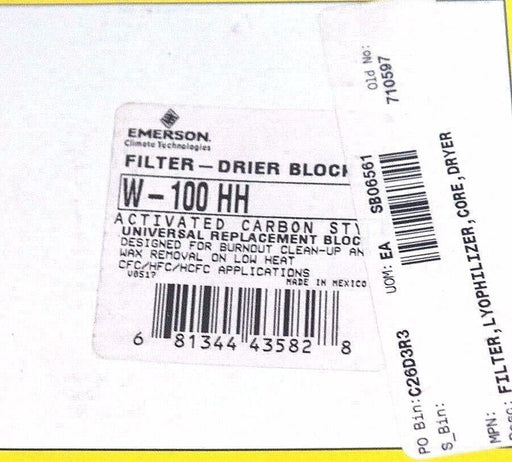 EMERSON.
Climate Technologies
FILTER-DRIER BLOCK
W-100 HH
ACTIVATED CARBON STY
UNIVERSAL REPLACEMENT BLOC
DESIGNED FOR BURNOUT CLEAN-UP AN
WAX REMOVAL ON LOW HEAT
CFC/HFC/HCFC APPLICATIONS
V0517
MADE IN MEXICO
6 81344 43582 8
Old No:
710597
SB06561
UOM: EA
PO Bin: C26D3R3
S_Bin:
MPN:
Desc: FILTER,LYOPHILIZER,CORE,DRYER